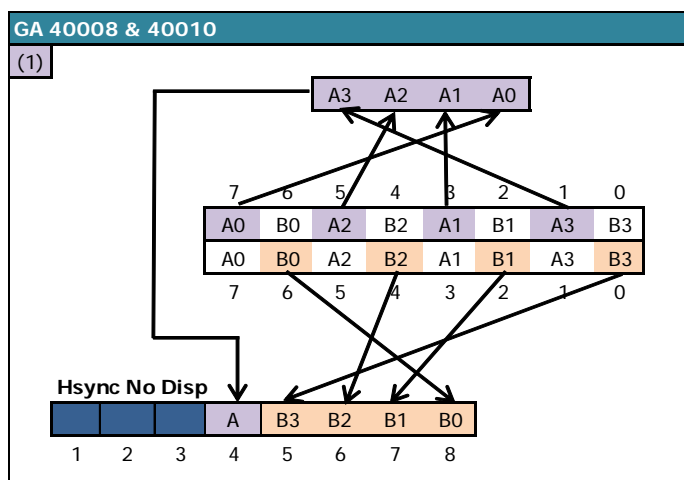 GA 40008 & 40010
(1)
A3 A2 A1 A0
7 6 5 4 3 2 1 0
A0 B0 A2 B2 A1 B1 A3 B3
A0 B0 A2 B2 A1 B1 A3 B3
7 6 5 4 3 2 1 0
Hsync No Disp
A B3 B2 B1 B0
1 2 3 4 5 6 7 8